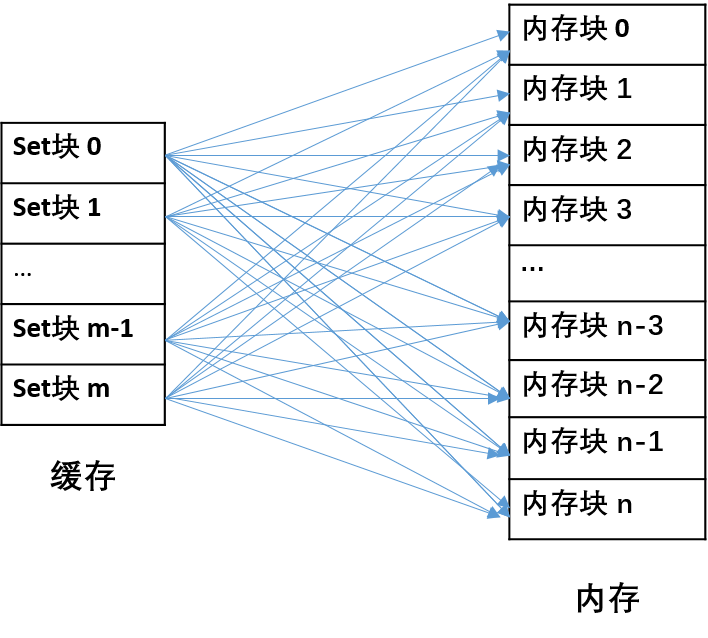 Set块 0
Set块 1
...
Set块 m-1
Set块 m
缓存
内存块 0
内存块 1
内存块 2
内存块 3
...
内存块 n-3
内存块 n-2
内存块 n-1
内存块 n
内存